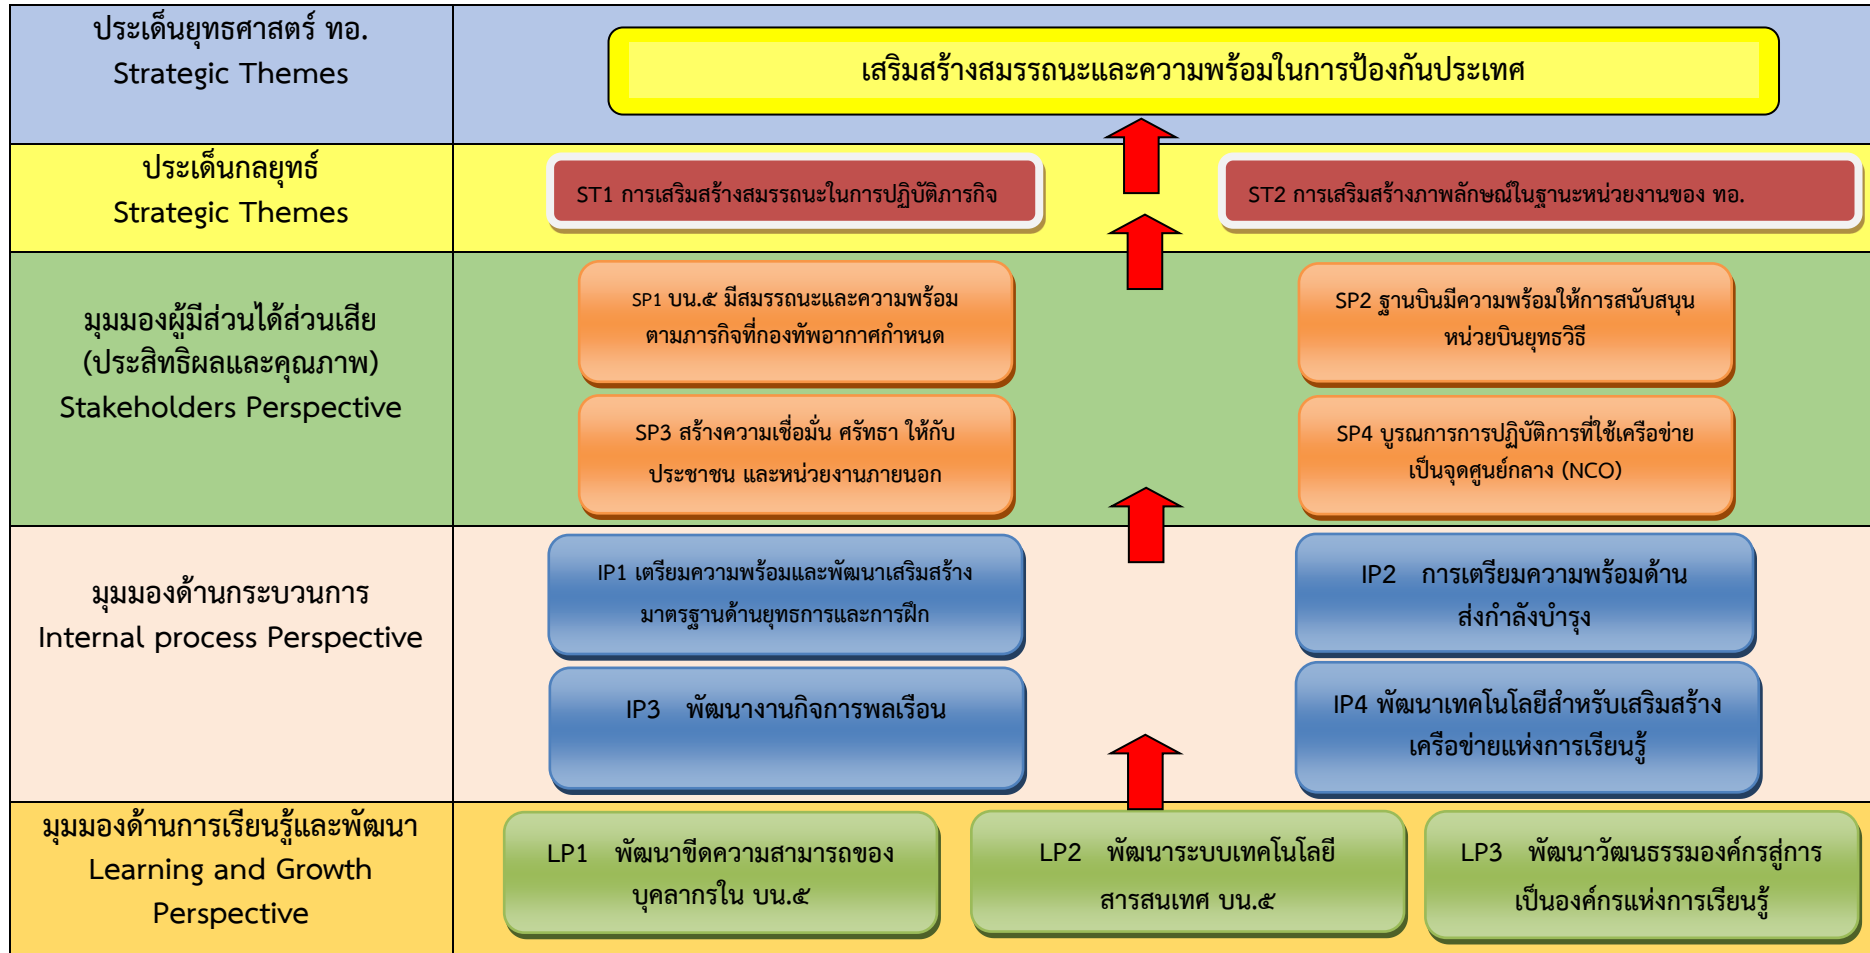 ประเด็นยุทธศาสตร์ ทอ.
Strategic Themes
เสริมสร้างสมรรถนะและความพร้อมในการป้องกันประเทศ
ประเด็นกลยุทธ์
Strategic Themes
ST1 การเสริมสร้างสมรรถนะในการปฏิบัติภารกิจ
ST2 การเสริมสร้างภาพลักษณ์ในฐานะหน่วยงานของ ทอ.
มุมมองผู้มีส่วนได้ส่วนเสีย
(ประสิทธิผลและคุณภาพ)
Stakeholders Perspective
SP1 บน.๕ มีสมรรถนะและความพร้อม
ตามภารกิจที่กองทัพอากาศกำหนด
SP2 ฐานบินมีความพร้อมให้การสนับสนุน
หน่วยบินยุทธวิธี
SP3 สร้างความเชื่อมั่น ศรัทธา ให้กับ
ประชาชน และหน่วยงานภายนอก
SP4 บูรณการการปฏิบัติการที่ใช้เครือข่าย
เป็นจุดศูนย์กลาง (NCO)
มุมมองด้านกระบวนการ
Internal process Perspective
IP1 เตรียมความพร้อมและพัฒนาเสริมสร้าง
มาตรฐานด้านยุทธการและการฝึก
IP2 การเตรียมความพร้อมด้าน
ส่งกำลังบำรุง
IP3 พัฒนางานกิจการพลเรือน
IP4 พัฒนาเทคโนโลยีสำหรับเสริมสร้าง
เครือข่ายแห่งการเรียนรู้
มุมมองด้านการเรียนรู้และพัฒนา
Learning and Growth
Perspective
LP1 พัฒนาขีดความสามารถของ
บุคลากรใน บน.๕
LP2 พัฒนาระบบเทคโนโลยี
สารสนเทศ บน.๕
LP3 พัฒนาวัฒนธรรมองค์กรสู่การ
เป็นองค์กรแห่งการเรียนรู้